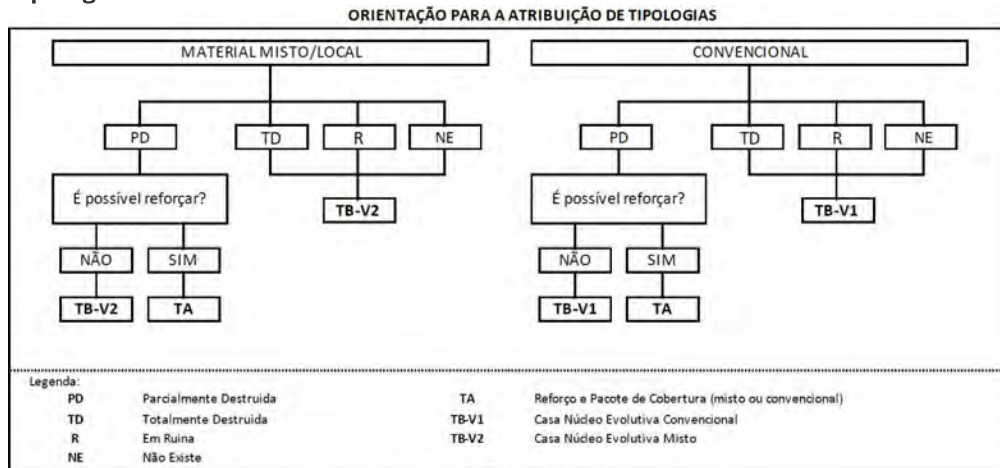 ORIENTAÇÃO PARA A ATRIBUIÇÃO DE TIPOLOGIAS
MATERIAL MISTO/LOCAL
PD TD R NE
É possível reforçar?
TB-V2
NÃO SIM
TB-V2 TA
CONVENCIONAL
PD TD R NE
É possível reforçar?
TB-V1
NÃO SIM
TB-V1 TA
Legenda:
PD Parcialmente Destruida
TD Totalmente Destruida
R Em Ruina
NE Não Existe
TA Reforço e Pacote de Cobertura (misto ou convencional)
TB-V1 Casa Núcleo Evolutiva Convencional
TB-V2 Casa Núcleo Evolutiva Misto